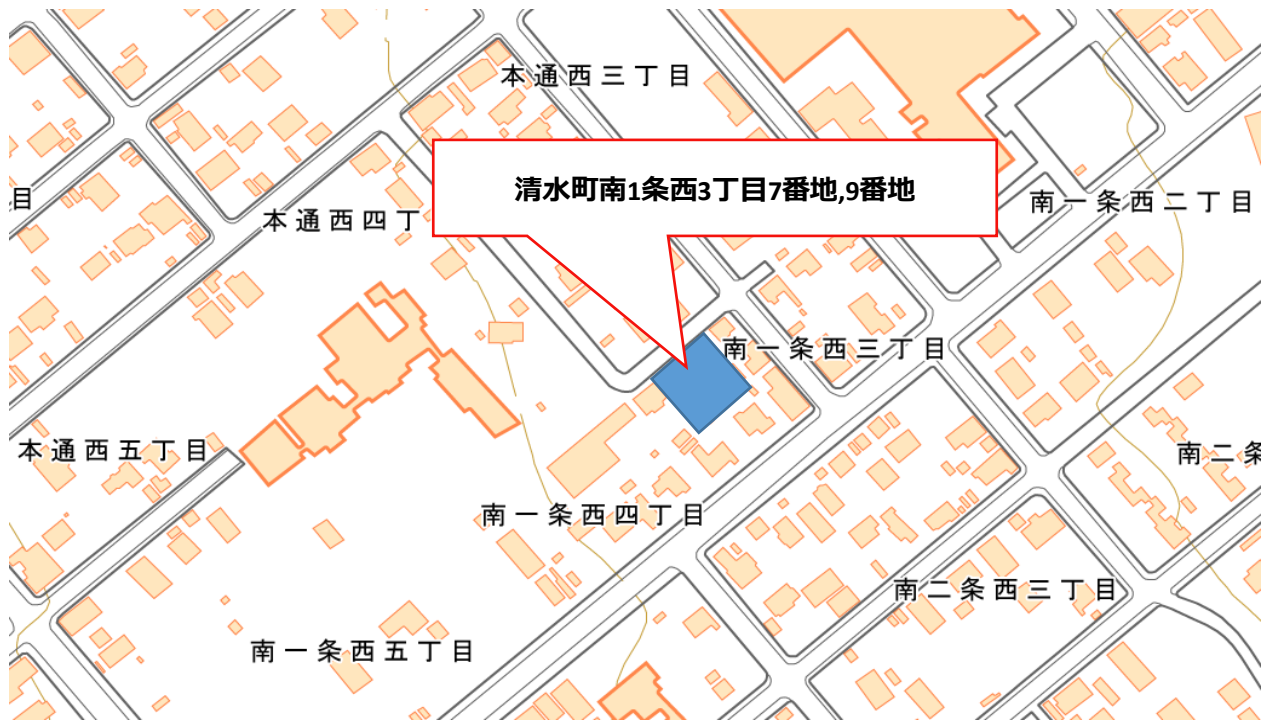 本通西三丁目
清水町南1条西3丁目7番地,9番地
目
南一条西二丁目
本通西四丁
南一条西三丁目
本通西五丁目
南二条
南一条西四丁目
南二条西三丁目
南一条西五丁目